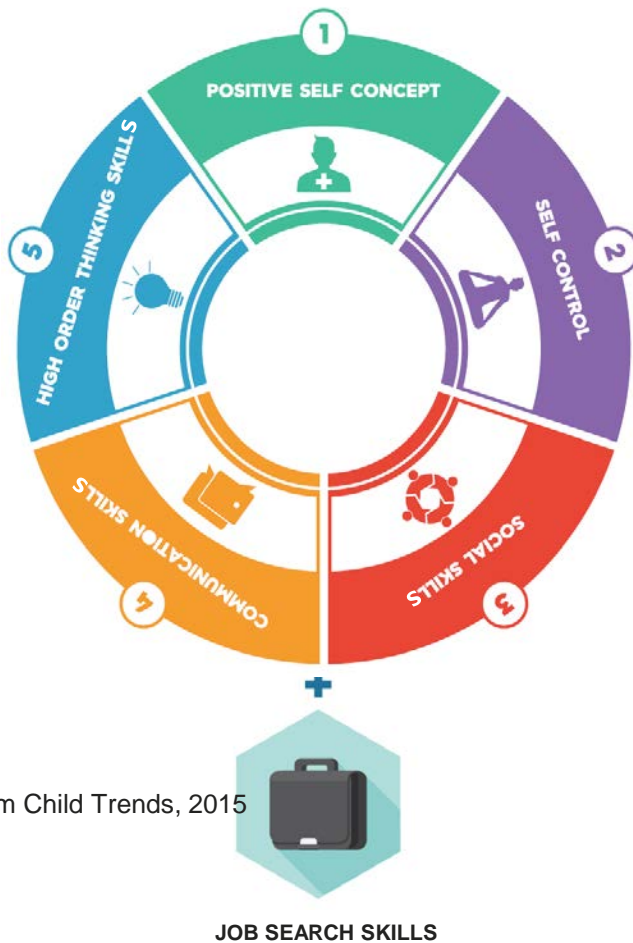 1
POSITIVE SELF CONCEPT
2
SELF CONTROL
3
SOCIAL SKILLS
4
COMMUNICATION SKILLS
5
HIGH ORDER THINKING SKILLS
+
Child Trends, 2015
JOB SEARCH SKILLS